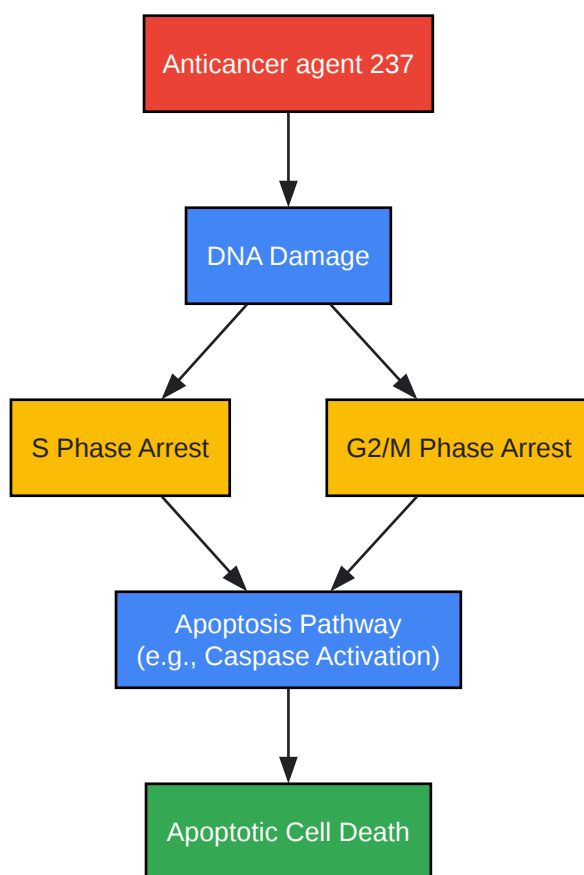 Anticancer agent 237
DNA Damage
S Phase Arrest
G2/M Phase Arrest
Apoptosis Pathway
(e.g., Caspase Activation)
Apoptotic Cell Death